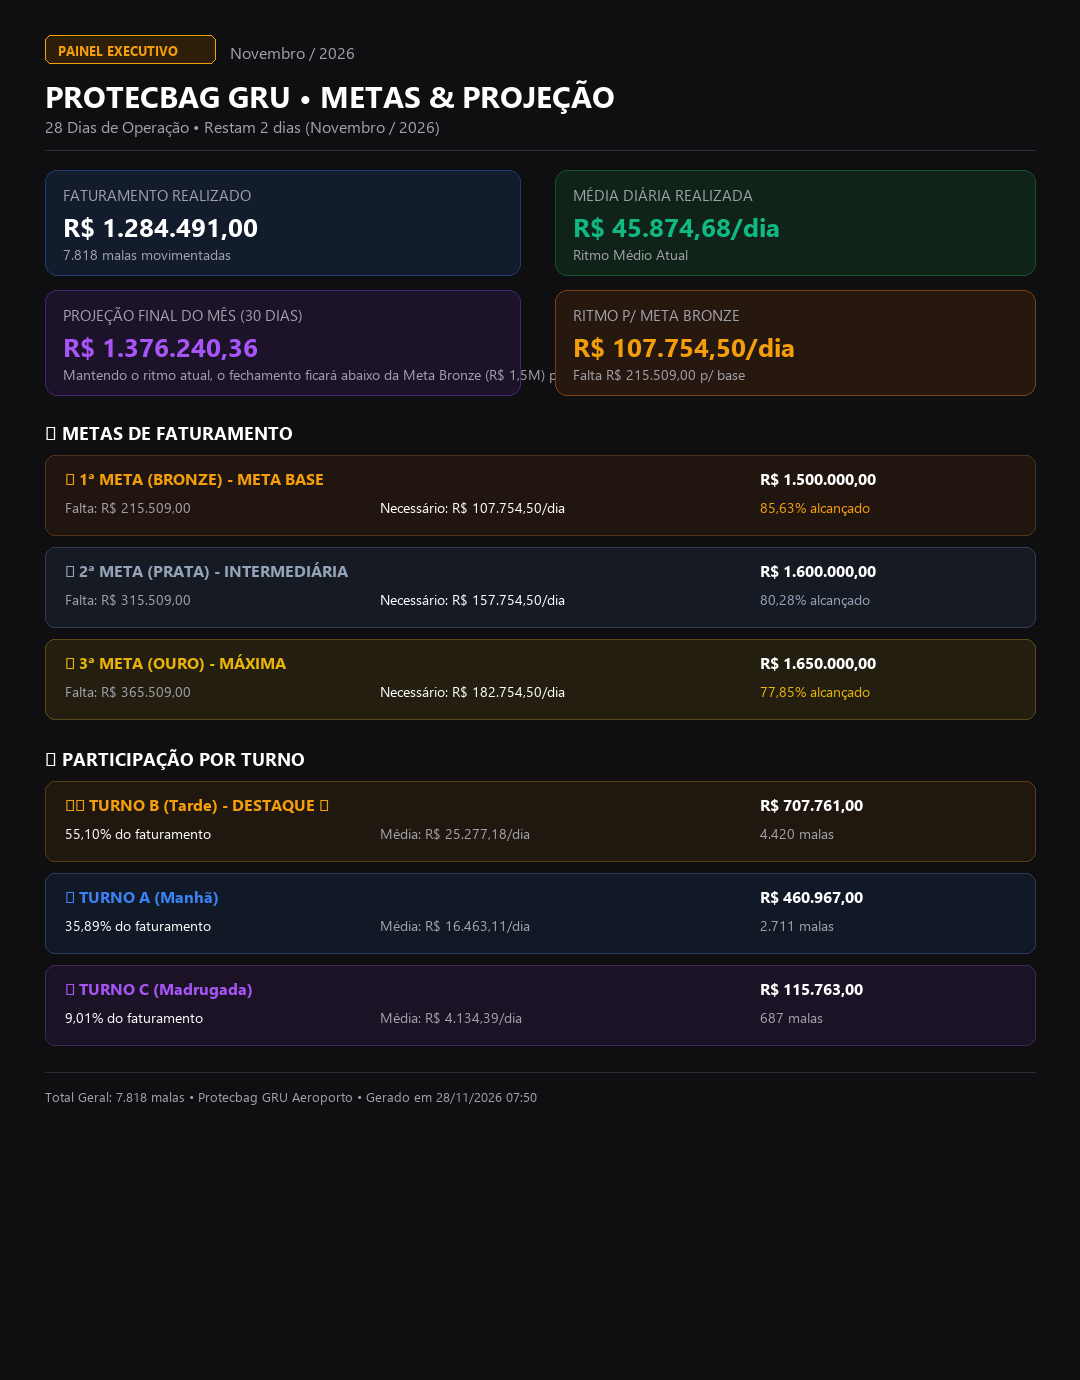 PAINEL EXECUTIVO
Novembro / 2026
PROTECBAG GRU • METAS & PROJEÇÃO
28 Dias de Operação • Restam 2 dias (Novembro / 2026)
FATURAMENTO REALIZADO
R$ 1.284.491,00
7.818 malas movimentadas
MÉDIA DIÁRIA REALIZADA
R$ 45.874,68/dia
Ritmo Médio Atual
PROJEÇÃO FINAL DO MÊS (30 DIAS)
R$ 1.376.240,36
Mantendo o ritmo atual, o fechamento ficará abaixo da Meta Bronze (R$ 1,5M) p
RITMO P/ META BRONZE
R$ 107.754,50/dia
Falta R$ 215.509,00 p/ base
METAS DE FATURAMENTO
1ª META (BRONZE) - META BASE
R$ 1.500.000,00
Falta: R$ 215.509,00
Necessário: R$ 107.754,50/dia
85,63% alcançado
2ª META (PRATA) - INTERMEDIÁRIA
R$ 1.600.000,00
Falta: R$ 315.509,00
Necessário: R$ 157.754,50/dia
80,28% alcançado
3ª META (OURO) - MÁXIMA
R$ 1.650.000,00
Falta: R$ 365.509,00
Necessário: R$ 182.754,50/dia
77,85% alcançado
PARTICIPAÇÃO POR TURNO
TURNO B (Tarde) - DESTAQUE
R$ 707.761,00
55,10% do faturamento
Média: R$ 25.277,18/dia
4.420 malas
TURNO A (Manhã)
R$ 460.967,00
35,89% do faturamento
Média: R$ 16.463,11/dia
2.711 malas
TURNO C (Madrugada)
R$ 115.763,00
9,01% do faturamento
Média: R$ 4.134,39/dia
687 malas
Total Geral: 7.818 malas • Protecbag GRU Aeroporto • Gerado em 28/11/2026 07:50